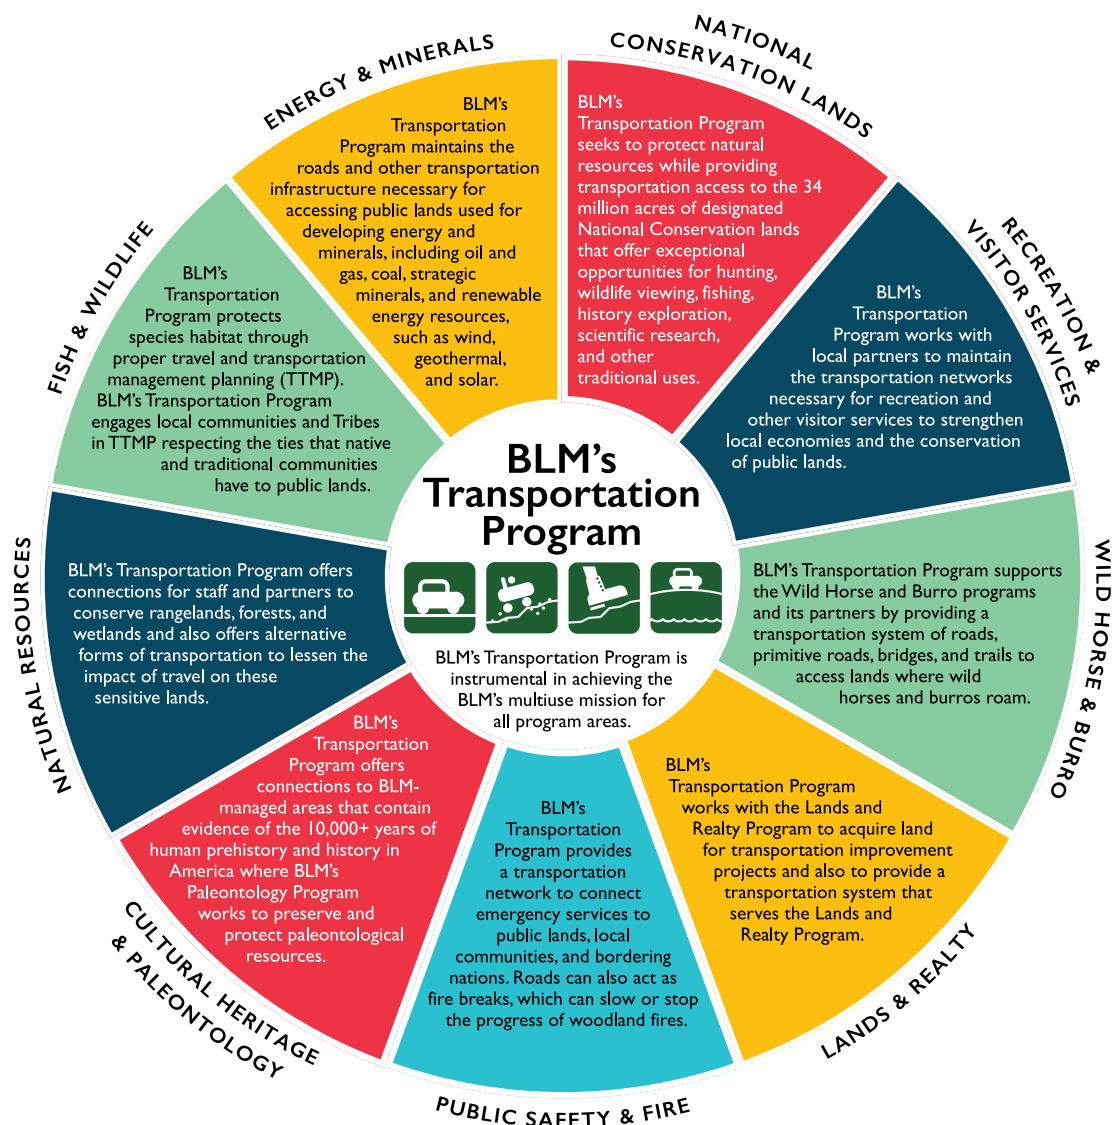 BLM's
Transportation
Program
BLM's Transportation Program is
instrumental in achieving the
BLM's multiuse mission for
all program areas.
NATIONAL
CONSERVATION LANDS
BLM's
Transportation Program
seeks to protect natural
resources while providing
transportation access to the 34
million acres of designated
National Conservation lands
that offer exceptional
opportunities for hunting,
wildlife viewing, fishing,
history exploration,
scientific research,
and other
traditional uses.
RECREATION &
VISITOR SERVICES
BLM's
Transportation
Program works with
local partners to maintain
the transportation networks
necessary for recreation and
other visitor services to strengthen
local economies and the conservation
of public lands.
WILD HORSE & BURRO
BLM's Transportation Program supports
the Wild Horse and Burro programs
and its partners by providing a
transportation system of roads,
primitive roads, bridges, and trails to
access lands where wild
horses and burros roam.
LANDS & REALTY
BLM's
Transportation Program
works with the Lands and
Realty Program to acquire land
for transportation improvement
projects and also to provide a
transportation system that
serves the Lands and
Realty Program.
PUBLIC SAFETY & FIRE
BLM's
Transportation
Program provides
a transportation
network to connect
emergency services to
public lands, local
communities, and bordering
nations. Roads can also act as
fire breaks, which can slow or stop
the progress of woodland fires.
CULTURAL HERITAGE
& PALEONTOLOGY
BLM's
Transportation
Program offers
connections to BLM-
managed areas that contain
evidence of the 10,000+ years of
human prehistory and history in
America where BLM's
Paleontology Program
works to preserve and
protect paleontological
resources.
NATURAL RESOURCES
BLM's Transportation Program offers
connections for staff and partners to
conserve rangelands, forests, and
wetlands and also offers alternative
forms of transportation to lessen the
impact of travel on these
sensitive lands.
FISH & WILDLIFE
BLM's
Transportation
Program protects
species habitat through
proper travel and transportation
management planning (TTMP).
BLM's Transportation Program
engages local communities and Tribes
in TTMP respecting the ties that native
and traditional communities
have to public lands.
ENERGY & MINERALS
BLM's
Transportation
Program maintains the
roads and other transportation
infrastructure necessary for
accessing public lands used for
developing energy and
minerals, including oil and
gas, coal, strategic
minerals, and renewable
energy resources,
such as wind,
geothermal,
and solar.